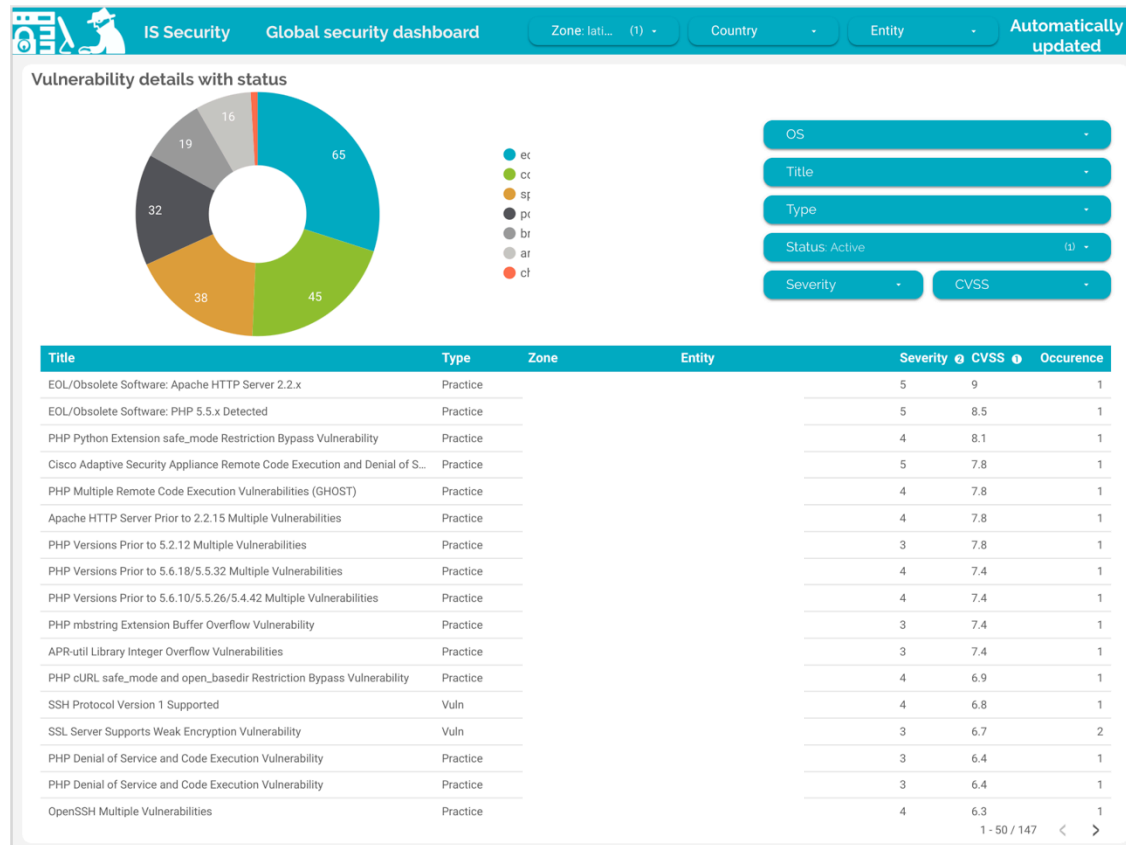 IS Security
Global security dashboard
Zone: lati... (1)
Country
Entity
Automatically
updated
Vulnerability details with status
16
19
65
32
38
45
ec
sp
br
ar
ch
OS
Title
Type
Status: Active (1)
Severity
CVSS
Title Type Zone Entity Severity 2 CVSS 1 Occurence
EOL/Obsolete Software: Apache HTTP Server 2.2.x Practice 5 9 1
EOL/Obsolete Software: PHP 5.5.x Detected Practice 5 8.5 1
PHP Python Extension safe_mode Restriction Bypass Vulnerability Practice 4 8.1 1
Cisco Adaptive Security Appliance Remote Code Execution and Denial of S... Practice 5 7.8 1
PHP Multiple Remote Code Execution Vulnerabilities (GHOST) Practice 4 7.8 1
Apache HTTP Server Prior to 2.2.15 Multiple Vulnerabilities Practice 4 7.8 1
PHP Versions Prior to 5.2.12 Multiple Vulnerabilities Practice 3 7.8 1
PHP Versions Prior to 5.6.18/5.5.32 Multiple Vulnerabilities Practice 4 7.4 1
PHP Versions Prior to 5.6.10/5.5.26/5.4.42 Multiple Vulnerabilities Practice 4 7.4 1
PHP mbstring Extension Buffer Overflow Vulnerability Practice 3 7.4 1
APR-util Library Integer Overflow Vulnerabilities Practice 3 7.4 1
PHP cURL safe_mode and open_basedir Restriction Bypass Vulnerability Practice 4 6.9 1
SSH Protocol Version 1 Supported Vuln 4 6.8 1
SSL Server Supports Weak Encryption Vulnerability Vuln 3 6.7 2
PHP Denial of Service and Code Execution Vulnerability Practice 3 6.4 1
PHP Denial of Service and Code Execution Vulnerability Practice 3 6.4 1
OpenSSH Multiple Vulnerabilities Practice 4 6.3 1
1 - 50 / 147